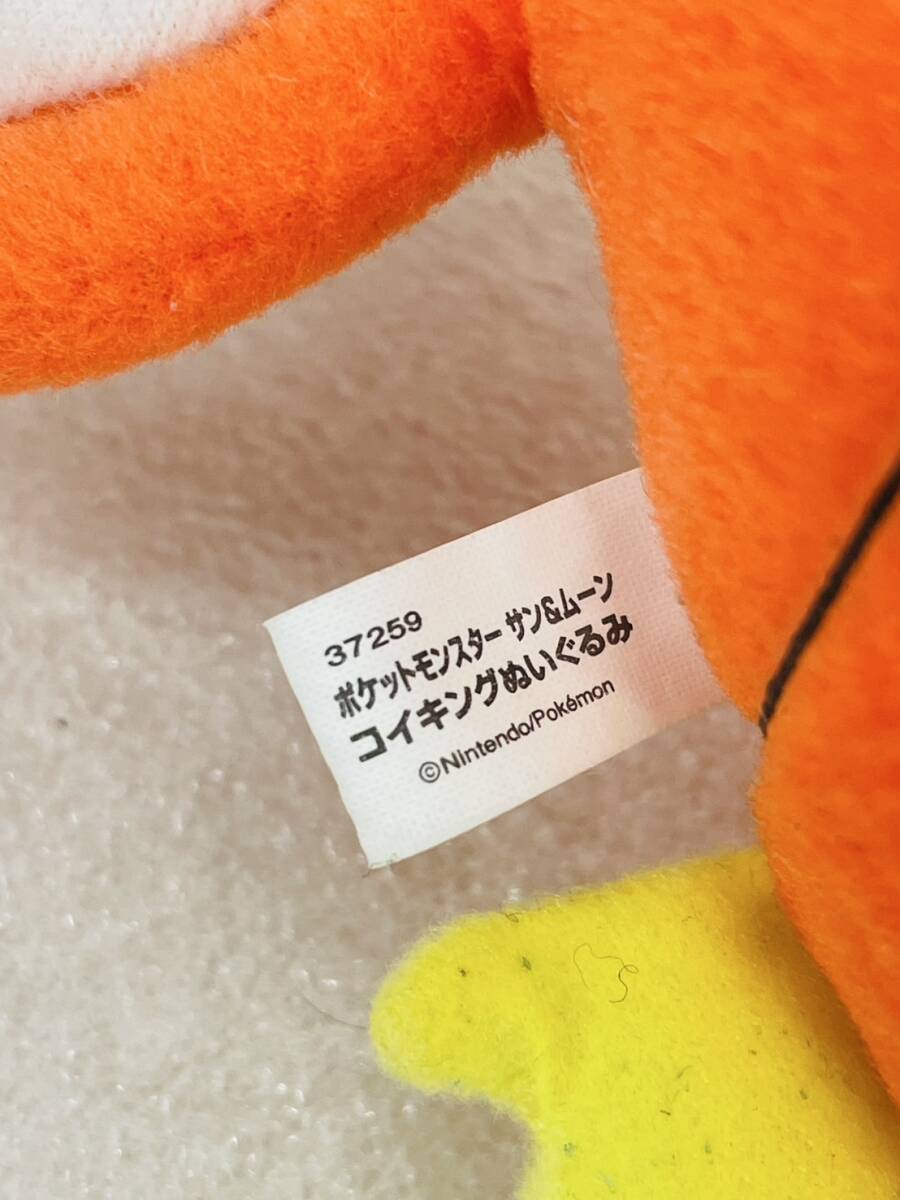 37259
ポケットモンスター サン&ムーン
コイキングぬいぐるみ
©Nintendo/Pokémon